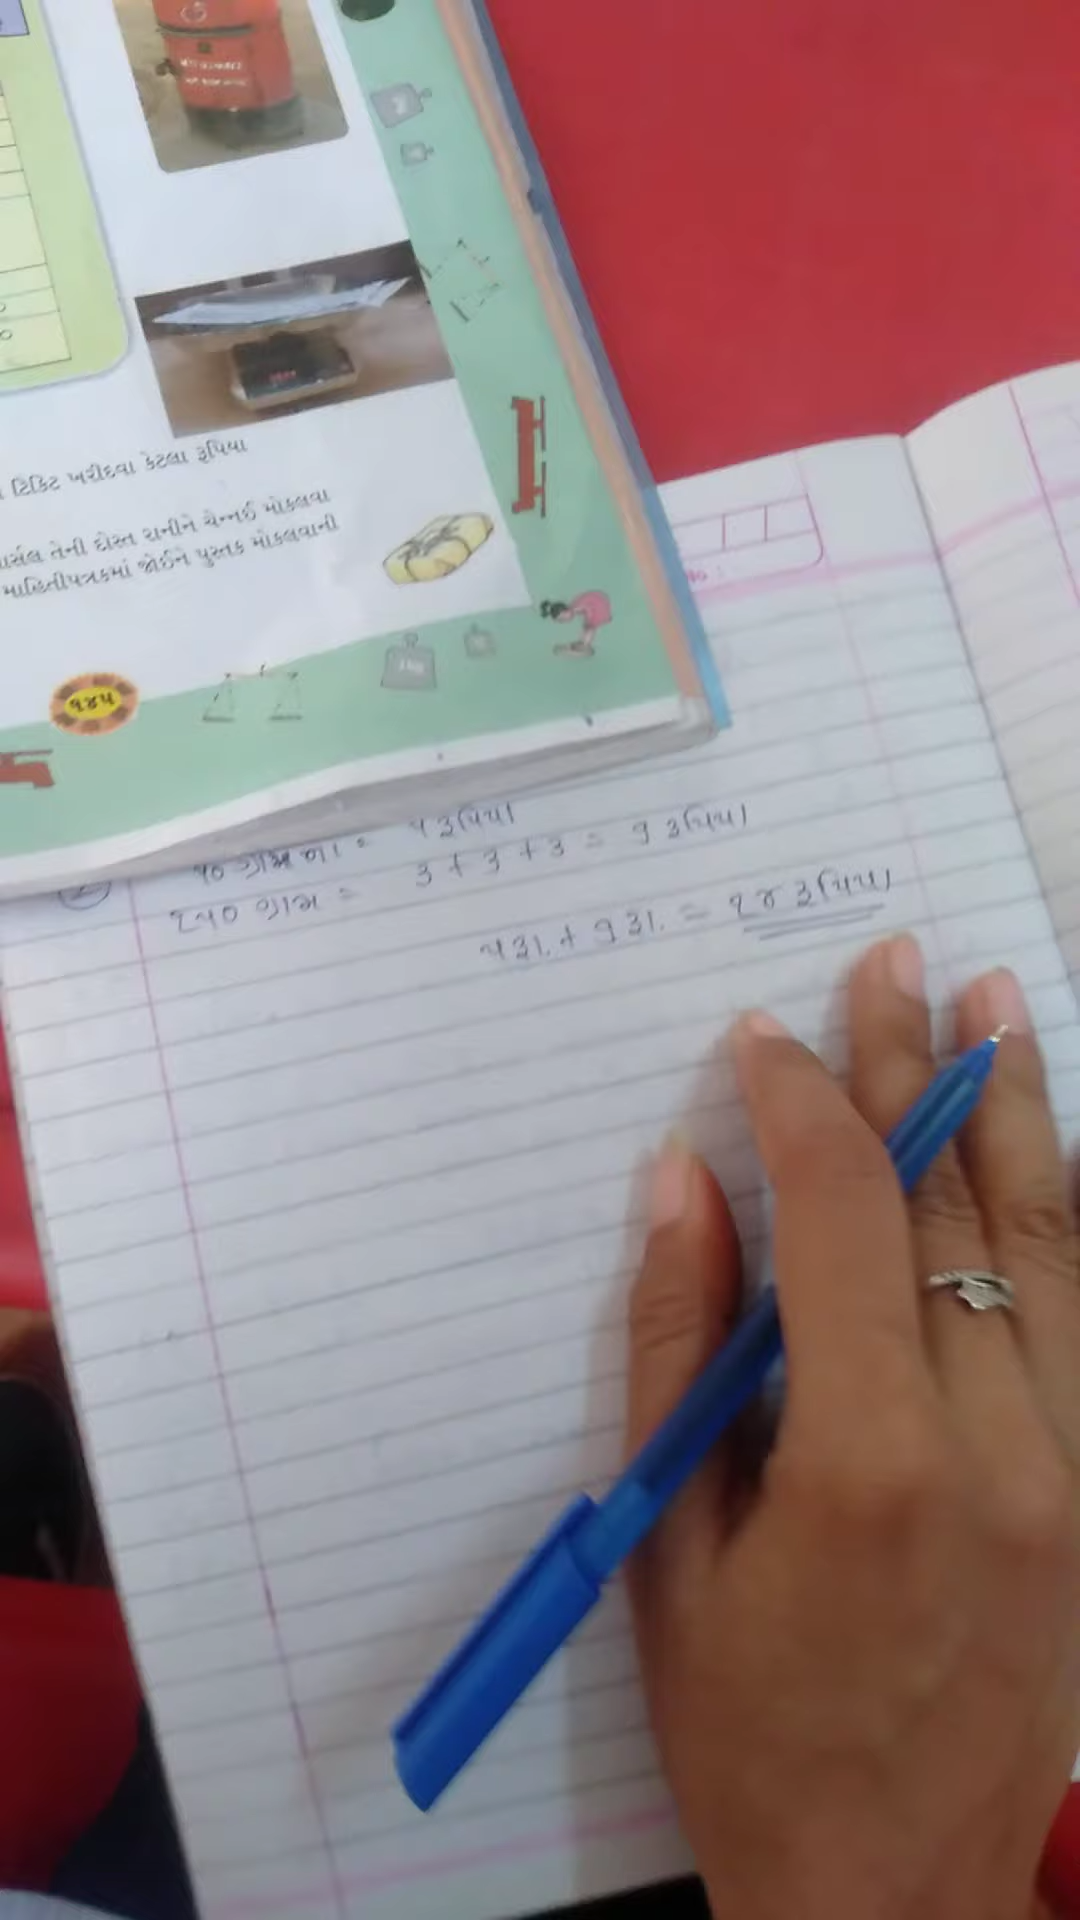 ટિકિટ ખરીદવા કેટલા રૂપિયા
ાર્સલ તેની દોસ્ત રાનીને ચેન્નઈ મોકલવા
માહિતીપત્રકમાં જોઈને પુસ્તક મોકલવાની
૧૪૫
૫૦ ગ્રામ ના = ૫ રૂપિયા
૨૫૦ ગ્રામ = ૩ + ૩ + ૩ = ૯ રૂપિયા
૫ રૂા. + ૯ રૂા. = ૧૪ રૂપિયા